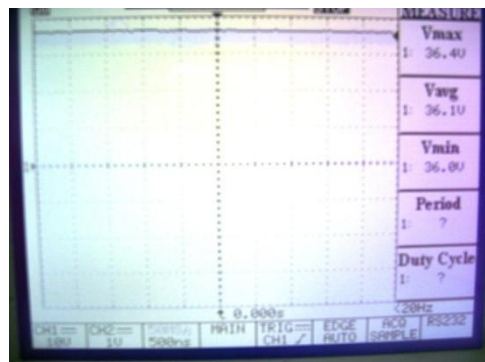 MEASURE
Vmax
1: 36.4V
Vavg
1: 36.1V
Vmin
1: 36.0V
Period
1: ?
Duty Cycle
1: ?
0.000s
<20Hz
CH1
CH2
MAIN
TRIG
EDGE
ACQ
RS232
10V
1V
500ns
CH1
AUTO
SAMPLE